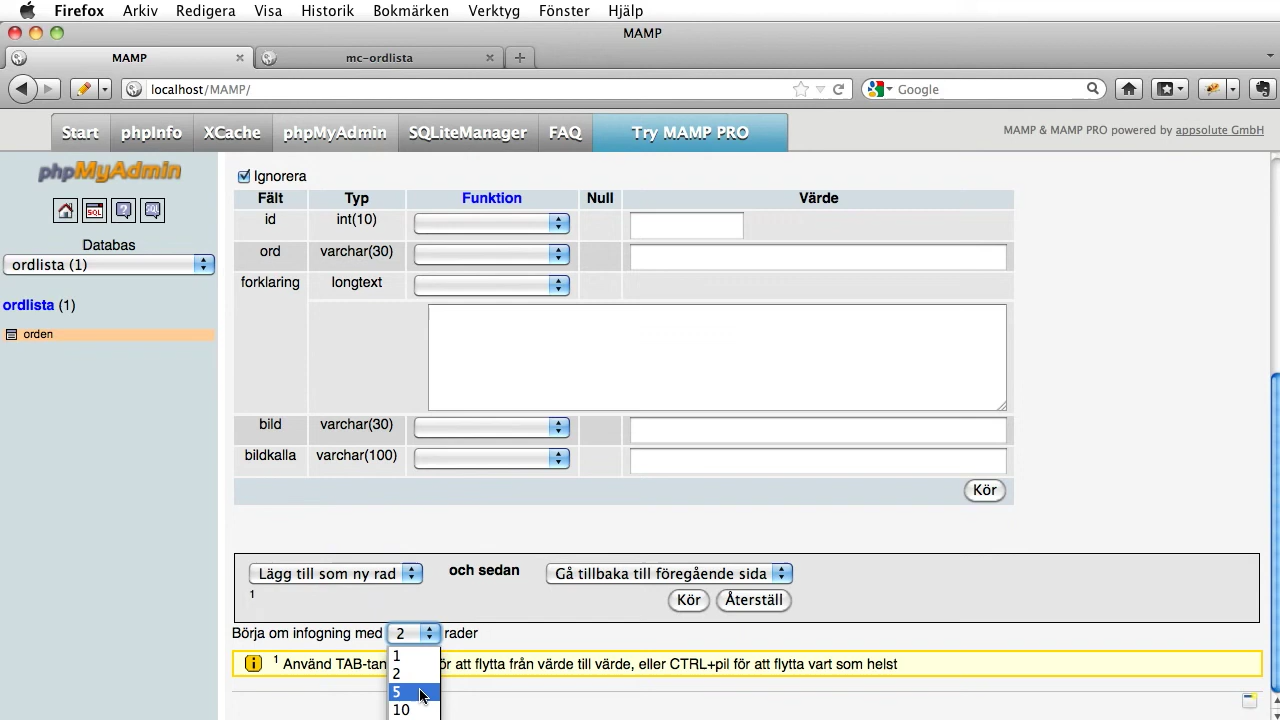 Firefox Arkiv Redigera Visa Historik Bokmärken Verktyg Fönster Hjälp
MAMP
MAMP mc-ordlista
localhost/MAMP/ Google
Start phpInfo XCache phpMyAdmin SQLiteManager FAQ Try MAMP PRO MAMP & MAMP PRO powered by appsolute GmbH
phpMyAdmin
SQL
Databas
ordlista (1)
ordlista (1)
orden
Ignorera
Fält Typ Funktion Null Värde
id int(10)
ord varchar(30)
forklaring longtext
bild varchar(30)
bildkalla varchar(100)
Kör
Lägg till som ny rad och sedan Gå tillbaka till föregående sida
1
Kör Återställ
Börja om infogning med 2 rader
1 Använd TAB-tan ör att flytta från värde till värde, eller CTRL+pil för att flytta vart som helst
1
2
5
10